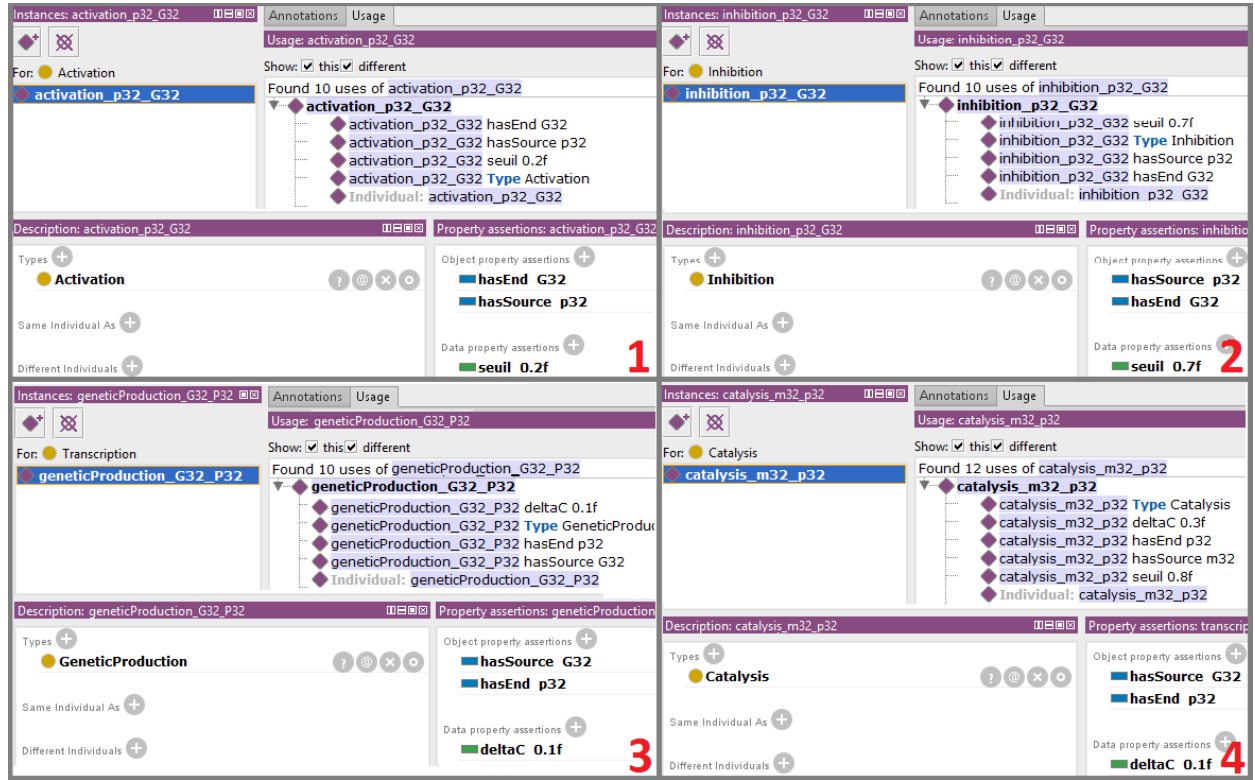 Instances: activation_p32_G32
For: Activation
activation_p32_G32
Annotations Usage
Usage: activation_p32_G32
Show: this different
Found 10 uses of activation_p32_G32
activation_p32_G32
activation_p32_G32 hasEnd G32
activation_p32_G32 hasSource p32
activation_p32_G32 seuil 0.2f
activation_p32_G32 Type Activation
Individual: activation_p32_G32
Description: activation_p32_G32
Types
Activation
Same Individual As
Different Individuals
Property assertions: activation_p32_G32
Object property assertions
hasEnd G32
hasSource p32
Data property assertions
seuil 0.2f
1
Instances: inhibition_p32_G32
For: Inhibition
inhibition_p32_G32
Annotations Usage
Usage: inhibition_p32_G32
Show: this different
Found 10 uses of inhibition_p32_G32
inhibition_p32_G32
inhibition_p32_G32 seuil 0.7f
inhibition_p32_G32 Type Inhibition
inhibition_p32_G32 hasSource p32
inhibition_p32_G32 hasEnd G32
Individual: inhibition_p32_G32
Description: inhibition_p32_G32
Types
Inhibition
Same Individual As
Different Individuals
Property assertions: inhibitio
Object property assertions
hasSource p32
hasEnd G32
Data property assertions
seuil 0.7f
2
Instances: geneticProduction_G32_P32
For: Transcription
geneticProduction_G32_P32
Annotations Usage
Usage: geneticProduction_G32_P32
Show: this different
Found 10 uses of geneticProduction_G32_P32
geneticProduction_G32_P32
geneticProduction_G32_P32 deltaC 0.1f
geneticProduction_G32_P32 Type GeneticProduc
geneticProduction_G32_P32 hasEnd p32
geneticProduction_G32_P32 hasSource G32
Individual: geneticProduction_G32_P32
Description: geneticProduction_G32_P32
Types
GeneticProduction
Same Individual As
Different Individuals
Property assertions: geneticProduction
Object property assertions
hasSource G32
hasEnd p32
Data property assertions
deltaC 0.1f
3
Instances: catalysis_m32_p32
For: Catalysis
catalysis_m32_p32
Annotations Usage
Usage: catalysis_m32_p32
Show: this different
Found 12 uses of catalysis_m32_p32
catalysis_m32_p32
catalysis_m32_p32 Type Catalysis
catalysis_m32_p32 deltaC 0.3f
catalysis_m32_p32 hasEnd p32
catalysis_m32_p32 hasSource m32
catalysis_m32_p32 seuil 0.8f
Individual: catalysis_m32_p32
Description: catalysis_m32_p32
Types
Catalysis
Same Individual As
Different Individuals
Property assertions: transcrip
Object property assertions
hasSource G32
hasEnd p32
Data property assertions
deltaC 0.1f
4